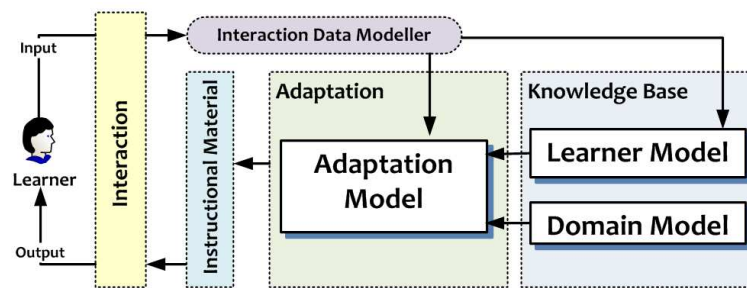 Input
Interaction Data Modeller
Adaptation
Knowledge Base
Learner
Interaction
Instructional Material
Adaptation
Model
Learner Model
Domain Model
Output